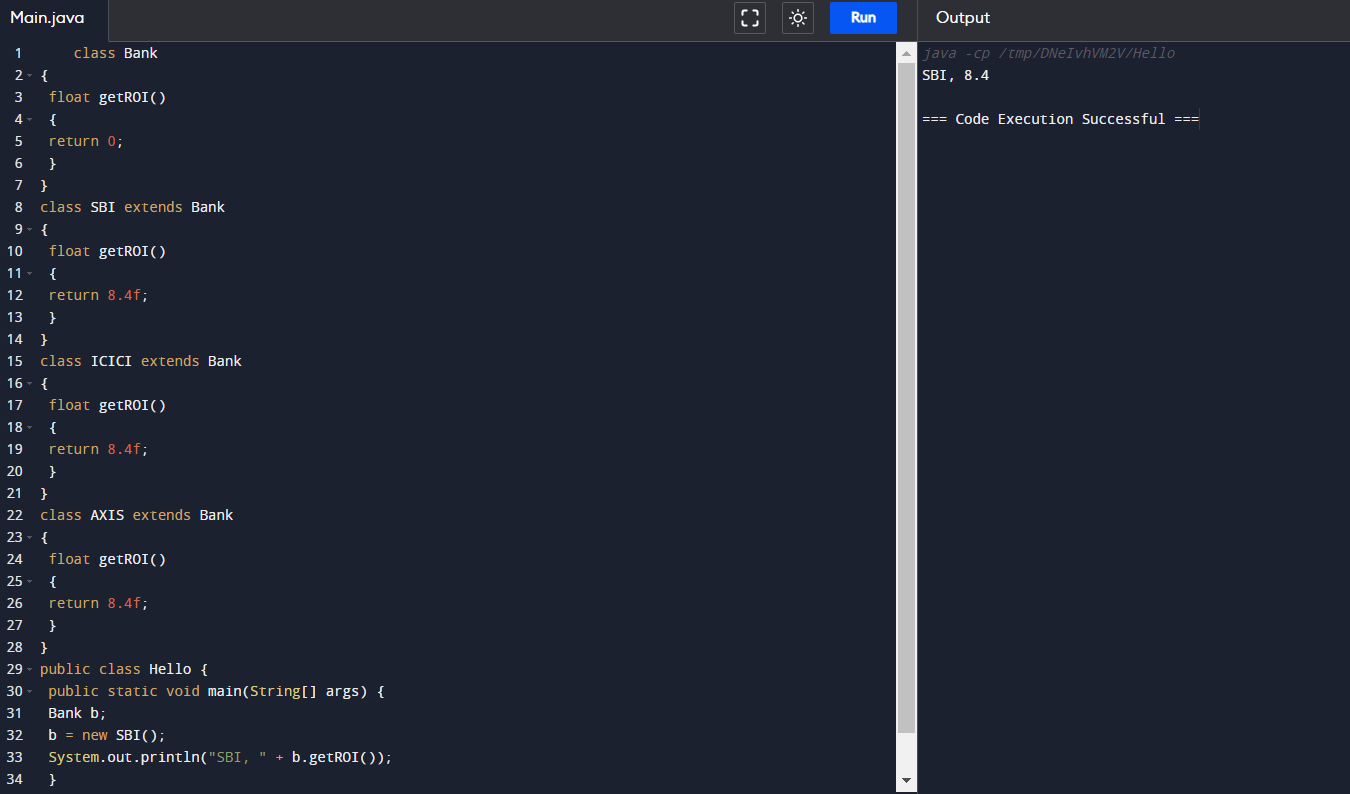 Main.java
Run
Output
1 class Bank
2 {
3 float getROI()
4 {
5 return 0;
6 }
7 }
8 class SBI extends Bank
9 {
10 float getROI()
11 {
12 return 8.4f;
13 }
14 }
15 class ICICI extends Bank
16 {
17 float getROI()
18 {
19 return 8.4f;
20 }
21 }
22 class AXIS extends Bank
23 {
24 float getROI()
25 {
26 return 8.4f;
27 }
28 }
29 public class Hello {
30 public static void main(String[] args) {
31 Bank b;
32 b = new SBI();
33 System.out.println("SBI, " + b.getROI());
34 }
java -cp /tmp/DNeIvhVM2V/Hello
SBI, 8.4
=== Code Execution Successful ===